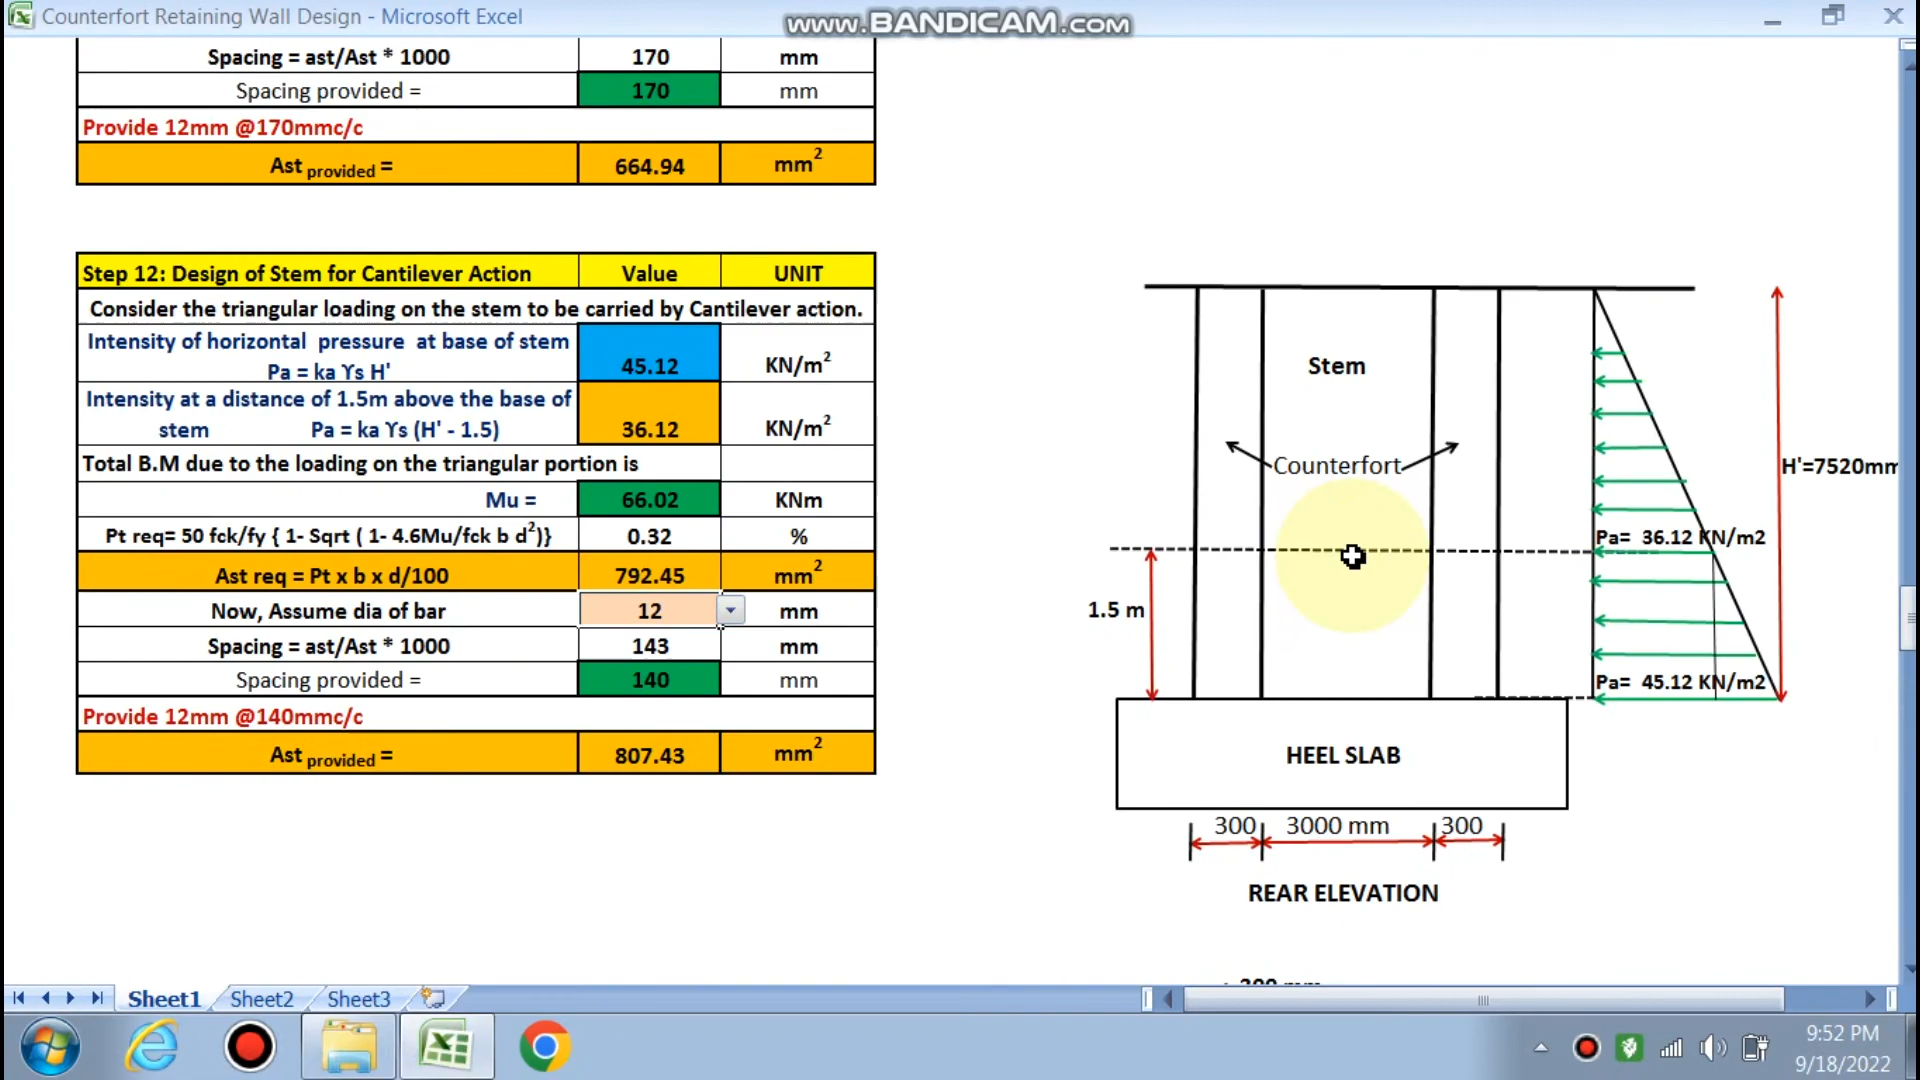 Counterfort Retaining Wall Design - Microsoft Excel
www.BANDICAM.com
Spacing = ast/Ast * 1000 170 mm
Spacing provided = 170 mm
Provide 12mm @170mmc/c
Ast provided = 664.94 mm2
Step 12: Design of Stem for Cantilever Action Value UNIT
Consider the triangular loading on the stem to be carried by Cantilever action.
Intensity of horizontal pressure at base of stem
Pa = ka ϒs H' 45.12 KN/m2
Intensity at a distance of 1.5m above the base of
stem Pa = ka ϒs (H' - 1.5) 36.12 KN/m2
Total B.M due to the loading on the triangular portion is
Mu = 66.02 KNm
Pt req= 50 fck/fy { 1- Sqrt ( 1- 4.6Mu/fck b d2)} 0.32 %
Ast req = Pt x b x d/100 792.45 mm2
Now, Assume dia of bar 12 mm
Spacing = ast/Ast * 1000 143 mm
Spacing provided = 140 mm
Provide 12mm @140mmc/c
Ast provided = 807.43 mm2
Stem
Counterfort
H'=7520mm
Pa= 36.12 KN/m2
1.5 m
Pa= 45.12 KN/m2
HEEL SLAB
300 3000 mm 300
REAR ELEVATION
Sheet1 Sheet2 Sheet3
9:52 PM
9/18/2022